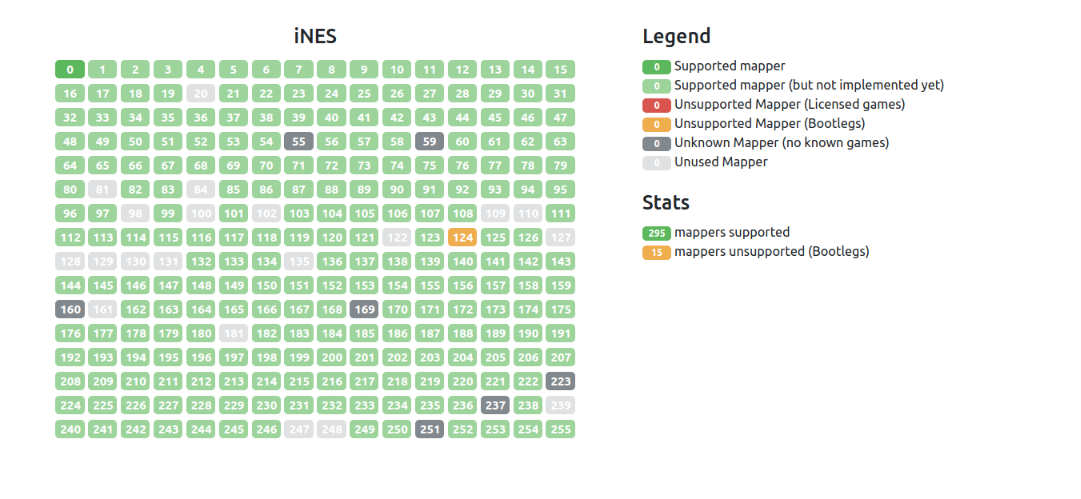 iNES
0 1 2 3 4 5 6 7 8 9 10 11 12 13 14 15
16 17 18 19 20 21 22 23 24 25 26 27 28 29 30 31
32 33 34 35 36 37 38 39 40 41 42 43 44 45 46 47
48 49 50 51 52 53 54 55 56 57 58 59 60 61 62 63
64 65 66 67 68 69 70 71 72 73 74 75 76 77 78 79
80 81 82 83 84 85 86 87 88 89 90 91 92 93 94 95
96 97 98 99 100 101 102 103 104 105 106 107 108 109 110 111
112 113 114 115 116 117 118 119 120 121 122 123 124 125 126 127
128 129 130 131 132 133 134 135 136 137 138 139 140 141 142 143
144 145 146 147 148 149 150 151 152 153 154 155 156 157 158 159
160 161 162 163 164 165 166 167 168 169 170 171 172 173 174 175
176 177 178 179 180 181 182 183 184 185 186 187 188 189 190 191
192 193 194 195 196 197 198 199 200 201 202 203 204 205 206 207
208 209 210 211 212 213 214 215 216 217 218 219 220 221 222 223
224 225 226 227 228 229 230 231 232 233 234 235 236 237 238 239
240 241 242 243 244 245 246 247 248 249 250 251 252 253 254 255
Legend
0 Supported mapper
0 Supported mapper (but not implemented yet)
0 Unsupported Mapper (Licensed games)
0 Unsupported Mapper (Bootlegs)
0 Unknown Mapper (no known games)
0 Unused Mapper
Stats
295 mappers supported
15 mappers unsupported (Bootlegs)